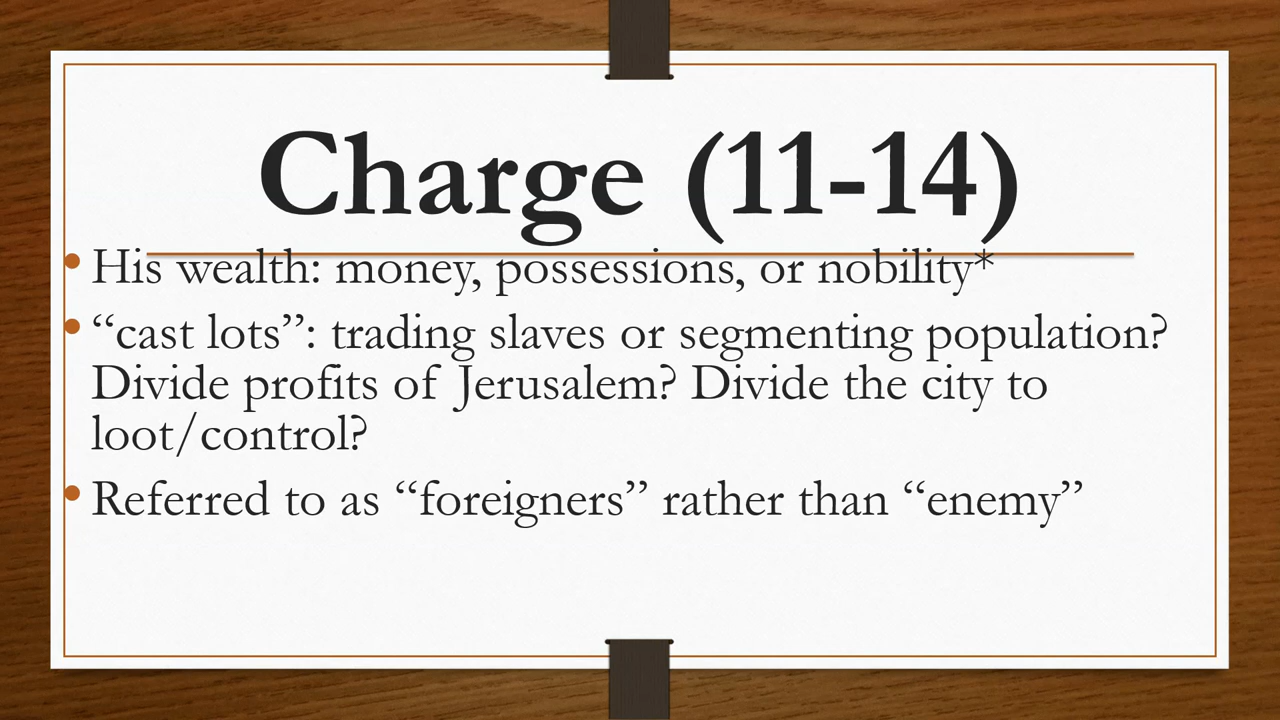 Charge (11-14)
• His wealth: money, possessions, or nobility*
• “cast lots”: trading slaves or segmenting population?
Divide profits of Jerusalem? Divide the city to
loot/control?
• Referred to as “foreigners” rather than “enemy”